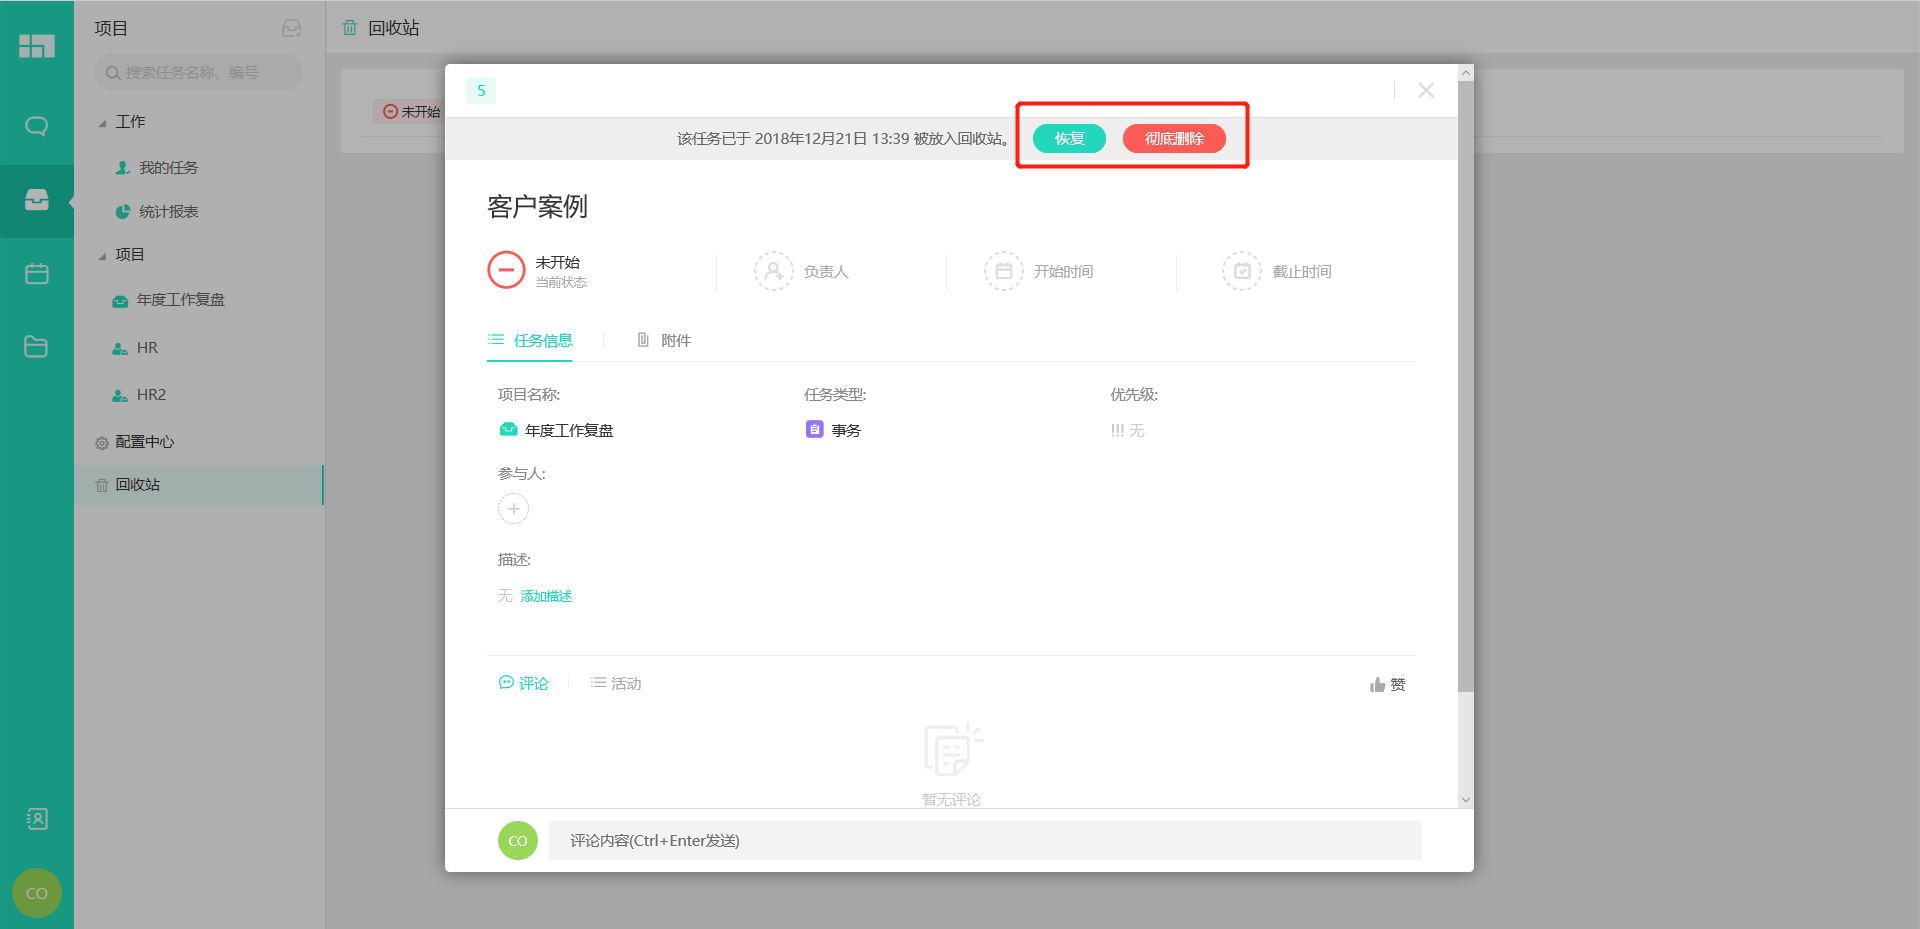 项目
搜索任务名称、编号
工作
我的任务
统计报表
项目
年度工作复盘
HR
HR2
配置中心
回收站
CO
回收站
未开始
5
该任务已于 2018年12月21日 13:39 被放入回收站。 恢复 彻底删除
客户案例
未开始
当前状态
负责人
开始时间
截止时间
任务信息 附件
项目名称: 任务类型: 优先级:
年度工作复盘 事务 !!! 无
参与人:
描述:
无 添加描述
评论 活动 赞
暂无评论
CO 评论内容(Ctrl+Enter发送)